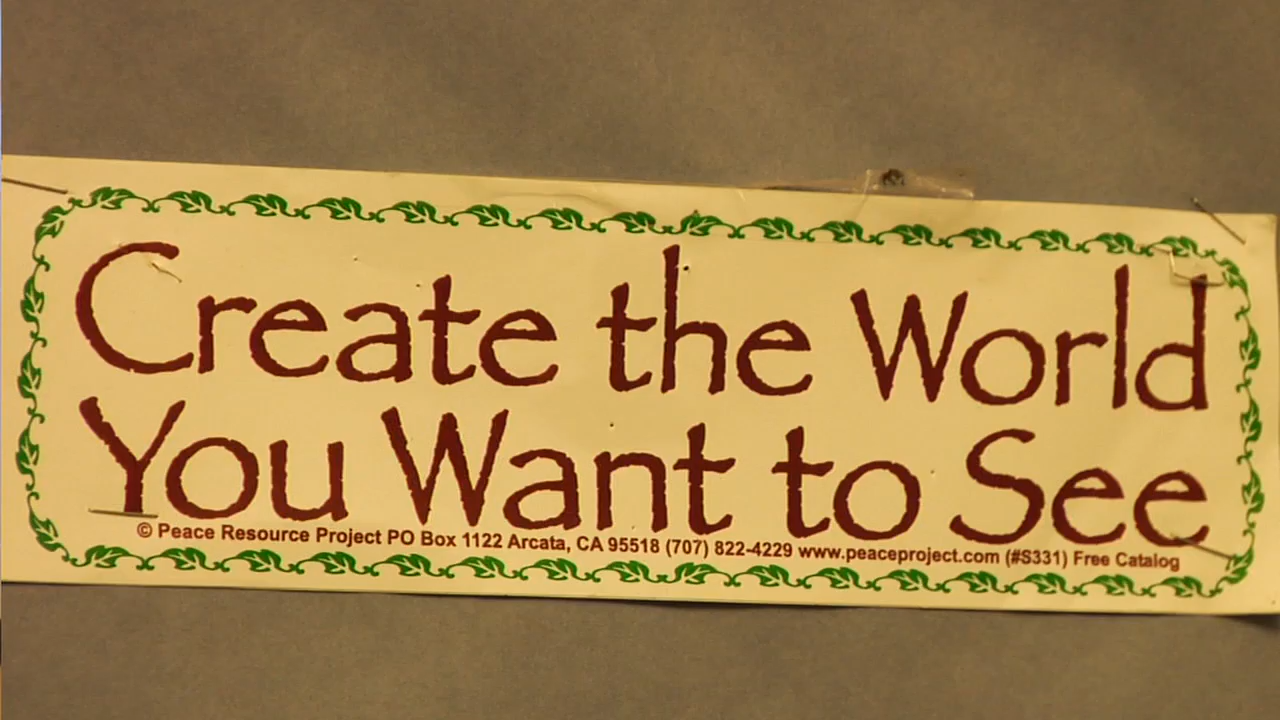 Create the World
You Want to See
© Peace Resource Project PO Box 1122 Arcata, CA 95518 (707) 822-4229 www.peaceproject.com (#S331) Free Catalog